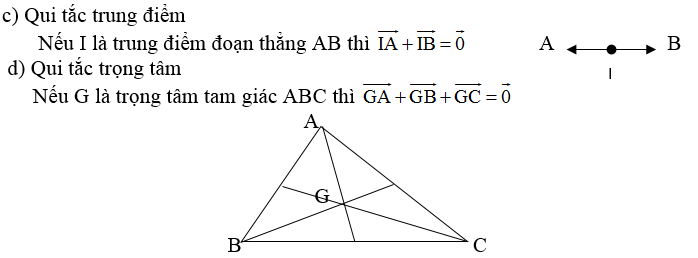 c) Qui tắc trung điểm
Nếu I là trung điểm đoạn thẳng AB thì $\overrightarrow{IA} + \overrightarrow{IB} = \vec{0}$
A B
I
d) Qui tắc trọng tâm
Nếu G là trọng tâm tam giác ABC thì $\overrightarrow{GA} + \overrightarrow{GB} + \overrightarrow{GC} = \vec{0}$
A
G
B C